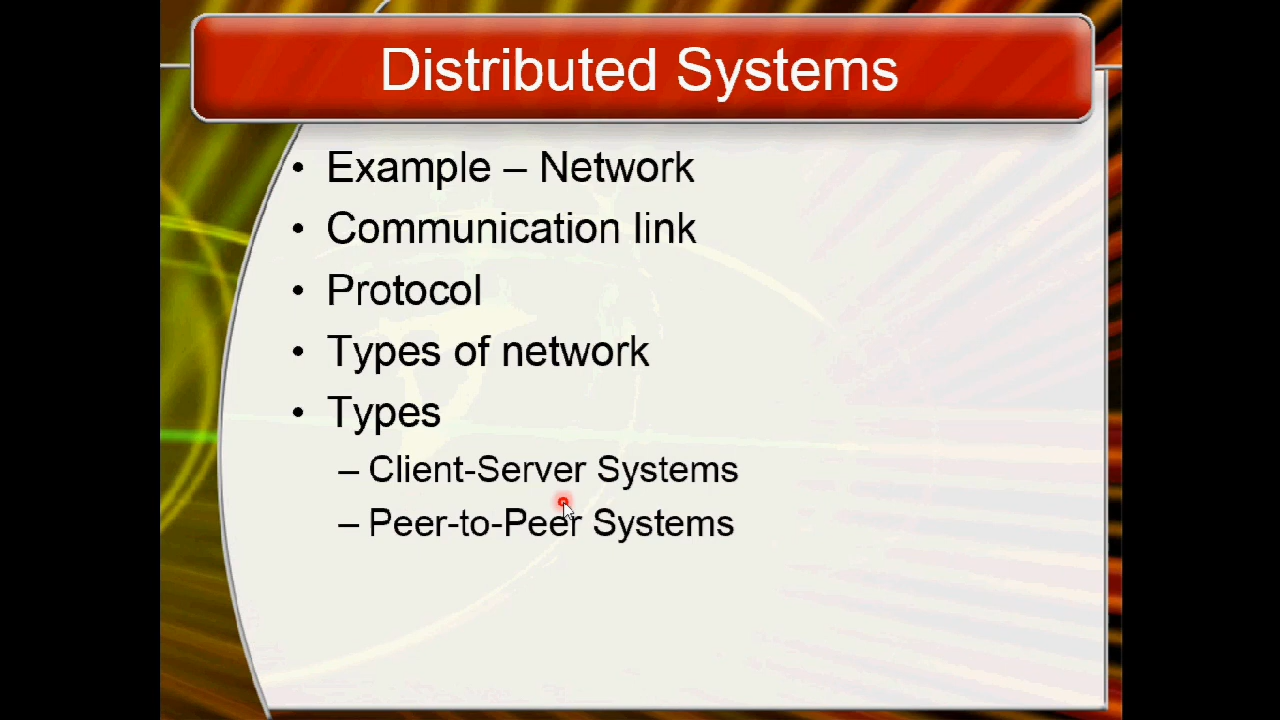 Distributed Systems
• Example – Network
• Communication link
• Protocol
• Types of network
• Types
– Client-Server Systems
– Peer-to-Peer Systems